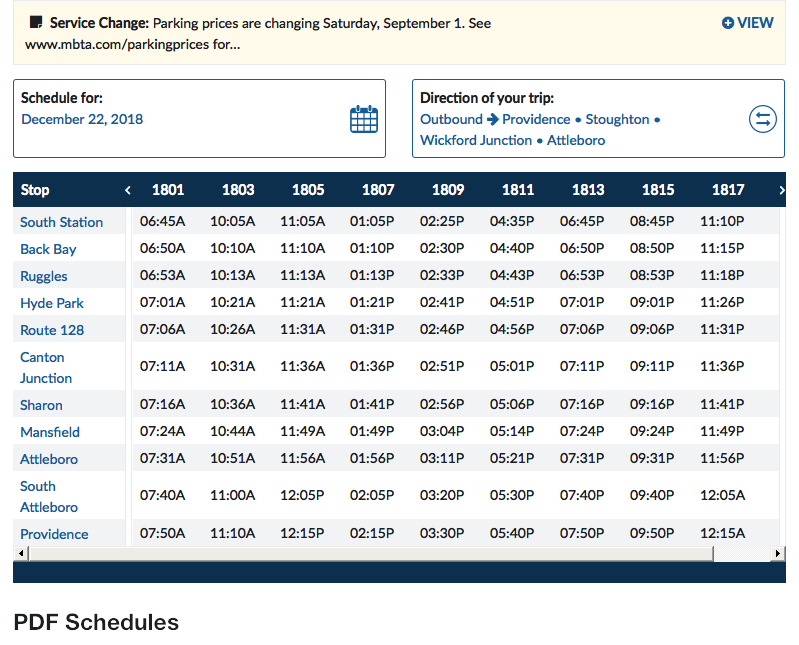 Service Change: Parking prices are changing Saturday, September 1. See
VIEW
www.mbta.com/parkingprices for...
Schedule for:
December 22, 2018
Direction of your trip:
Outbound → Providence • Stoughton •
Wickford Junction • Attleboro
Stop 1801 1803 1805 1807 1809 1811 1813 1815 1817
South Station 06:45A 10:05A 11:05A 01:05P 02:25P 04:35P 06:45P 08:45P 11:10P
Back Bay 06:50A 10:10A 11:10A 01:10P 02:30P 04:40P 06:50P 08:50P 11:15P
Ruggles 06:53A 10:13A 11:13A 01:13P 02:33P 04:43P 06:53P 08:53P 11:18P
Hyde Park 07:01A 10:21A 11:21A 01:21P 02:41P 04:51P 07:01P 09:01P 11:26P
Route 128 07:06A 10:26A 11:31A 01:31P 02:46P 04:56P 07:06P 09:06P 11:31P
Canton
Junction 07:11A 10:31A 11:36A 01:36P 02:51P 05:01P 07:11P 09:11P 11:36P
Sharon 07:16A 10:36A 11:41A 01:41P 02:56P 05:06P 07:16P 09:16P 11:41P
Mansfield 07:24A 10:44A 11:49A 01:49P 03:04P 05:14P 07:24P 09:24P 11:49P
Attleboro 07:31A 10:51A 11:56A 01:56P 03:11P 05:21P 07:31P 09:31P 11:56P
South
Attleboro 07:40A 11:00A 12:05P 02:05P 03:20P 05:30P 07:40P 09:40P 12:05A
Providence 07:50A 11:10A 12:15P 02:15P 03:30P 05:40P 07:50P 09:50P 12:15A
PDF Schedules